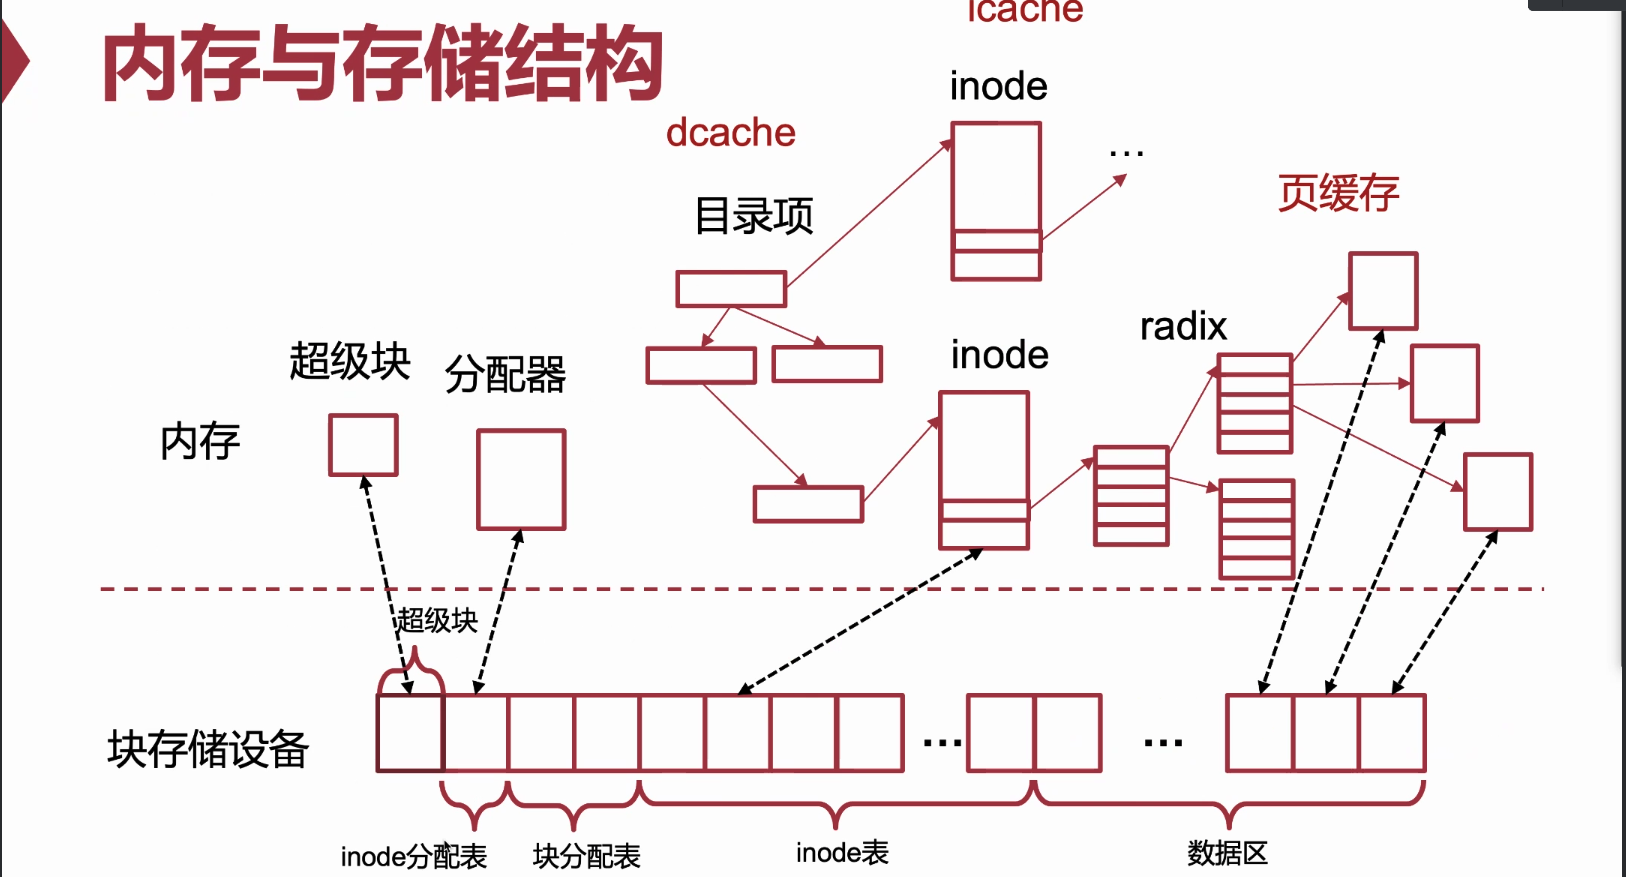 内存与存储结构
icache
inode
dcache
…
目录项
页缓存
超级块
分配器
inode
radix
内存
超级块
块存储设备
…
…
inode分配表
块分配表
inode表
数据区